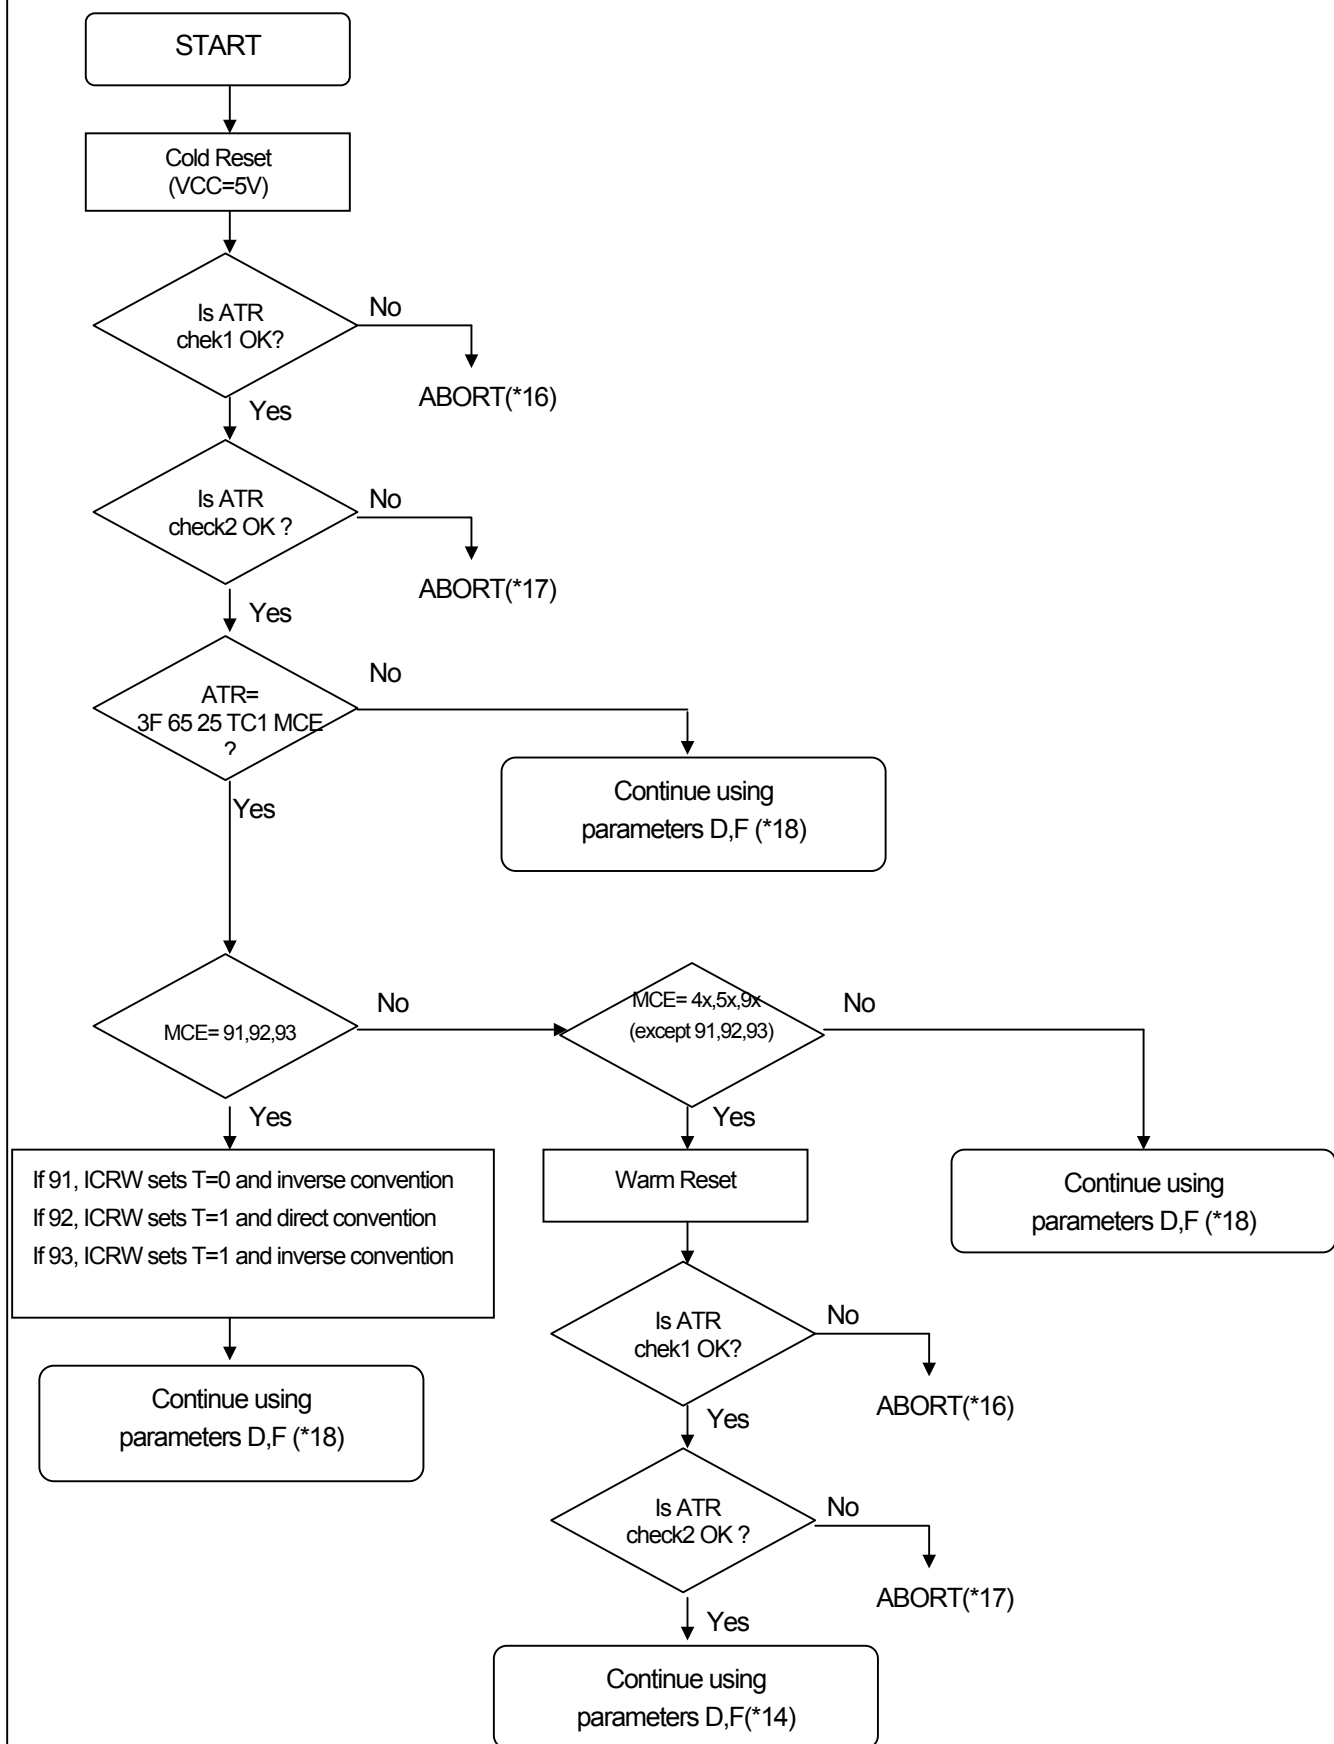 START
Cold Reset
(VCC=5V)
Is ATR
chek1 OK?
No
ABORT(*16)
Yes
Is ATR
check2 OK ?
No
ABORT(*17)
Yes
ATR=
3F 65 25 TC1 MCE
?
No
Continue using
parameters D,F (*18)
Yes
MCE= 91,92,93
No
MCE= 4x,5x,9x
(except 91,92,93)
No
Yes
Yes
If 91, ICRW sets T=0 and inverse convention
If 92, ICRW sets T=1 and direct convention
If 93, ICRW sets T=1 and inverse convention
Warm Reset
Continue using
parameters D,F (*18)
Is ATR
chek1 OK?
No
ABORT(*16)
Continue using
parameters D,F (*18)
Yes
Is ATR
check2 OK ?
No
ABORT(*17)
Yes
Continue using
parameters D,F(*14)